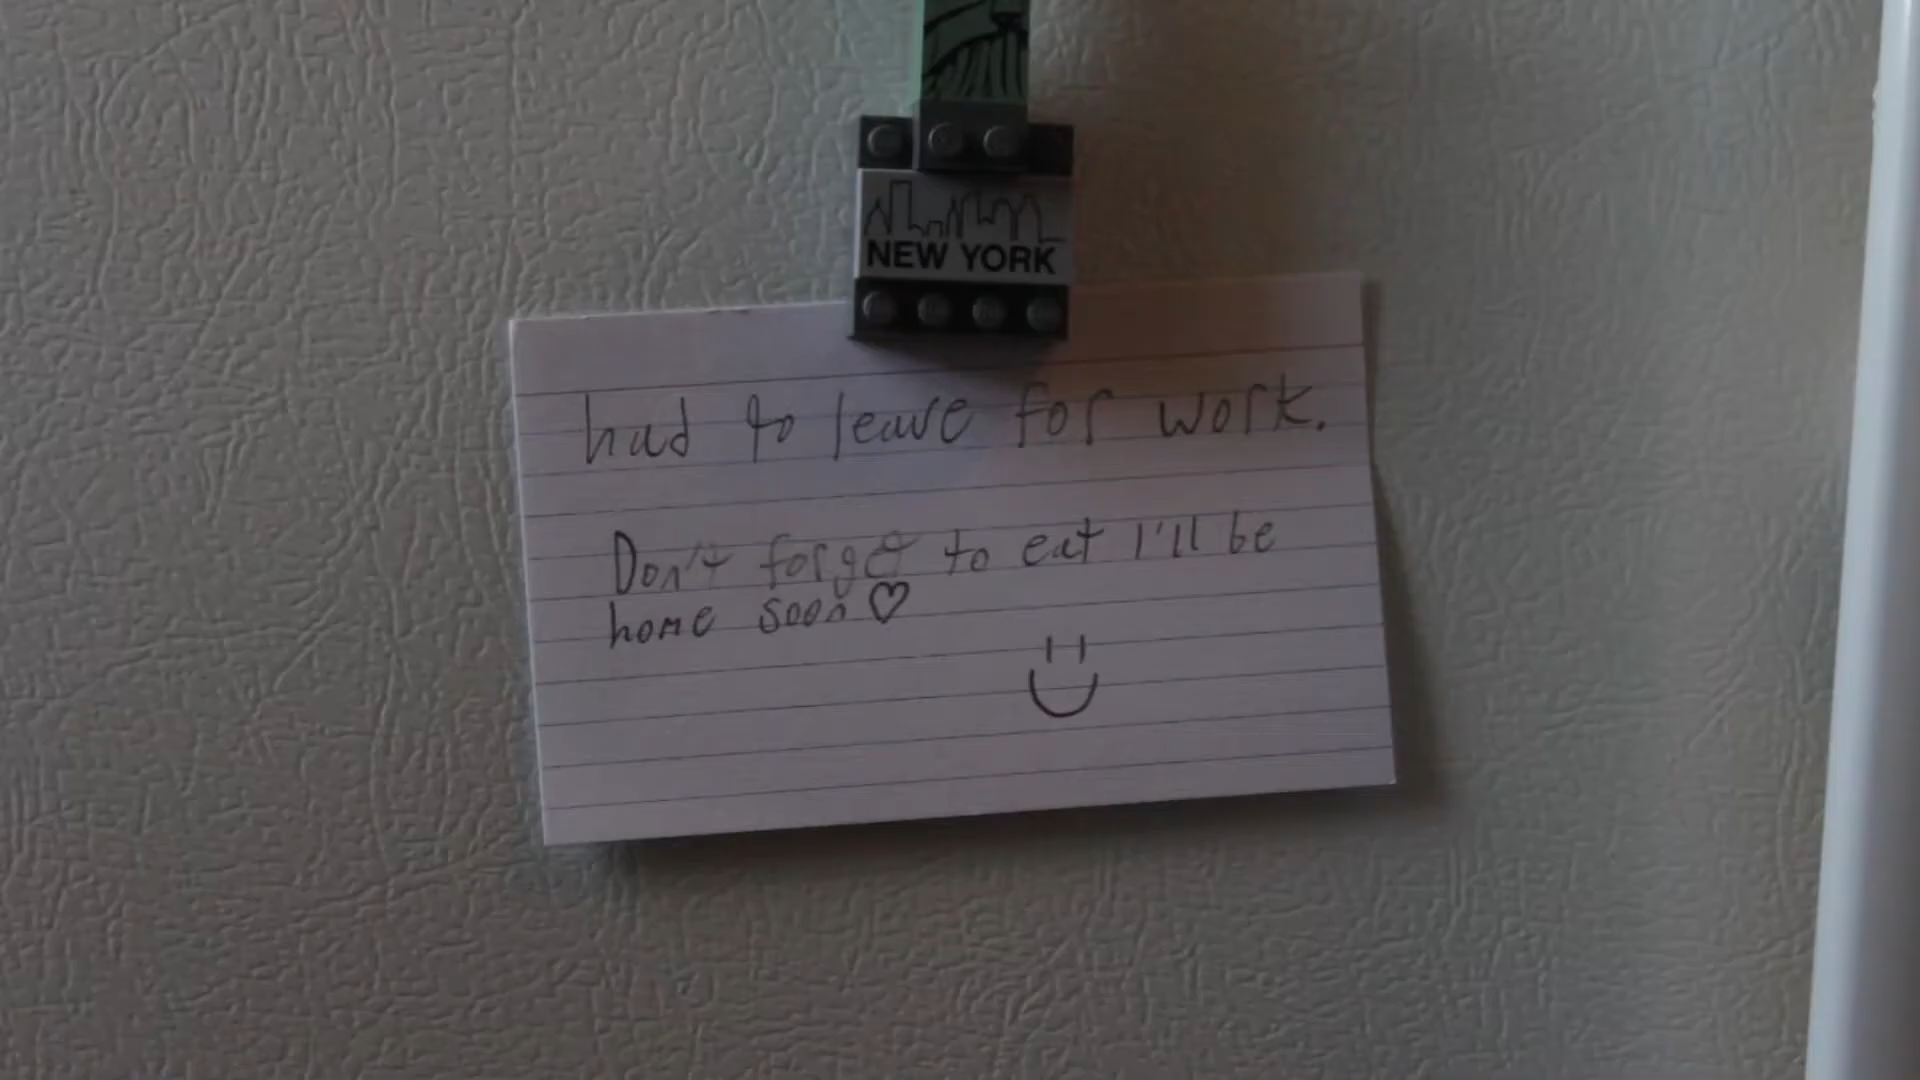 NEW YORK
had to leave for work.
Don't forget to eat I'll be
home soon♡